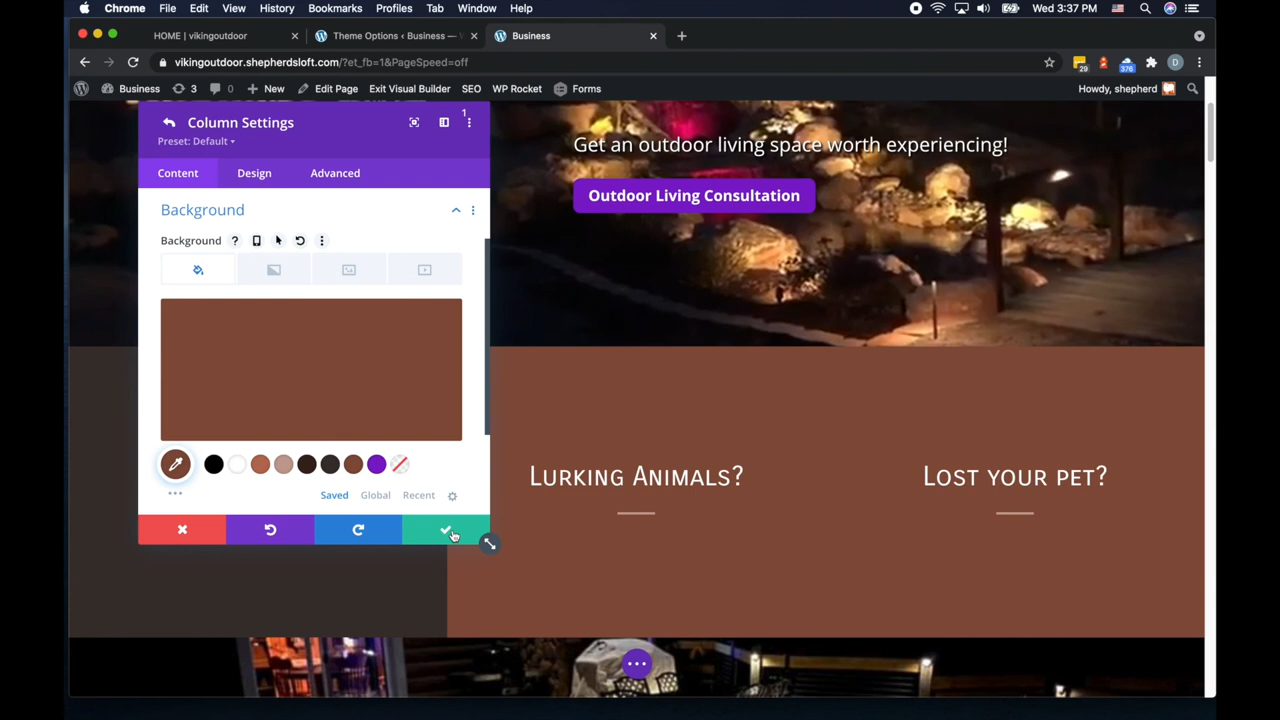 Chrome File Edit View History Bookmarks Profiles Tab Window Help Wed 3:37 PM
HOME | vikingoutdoor Theme Options ‹ Business — Business
vikingoutdoor.shepherdsloft.com/?et_fb=1&PageSpeed=off 29 376 D
Business 3 0 New Edit Page Exit Visual Builder SEO WP Rocket Forms Howdy, shepherd
Column Settings 1
Preset: Default
Content Design Advanced
Background
Background ?
Saved Global Recent
Get an outdoor living space worth experiencing!
Outdoor Living Consultation
Lurking Animals? Lost your pet?